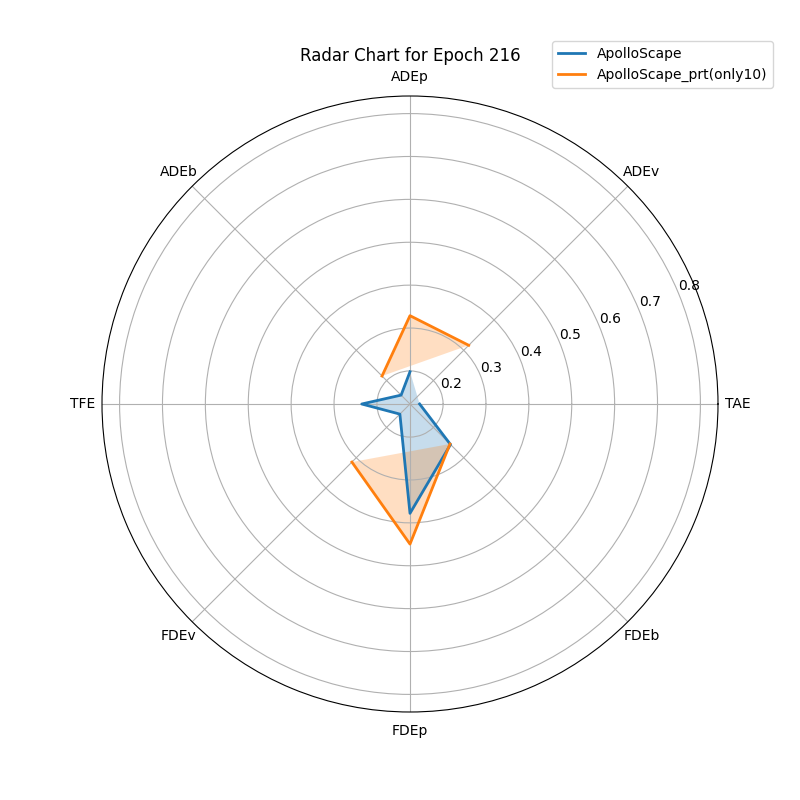 Radar Chart for Epoch 216
ApolloScape
ApolloScape_prt(only10)
ADEp
ADEb
ADEv
0.8
0.7
0.6
0.5
0.4
0.3
0.2
TFE
TAE
FDEv
FDEb
FDEp